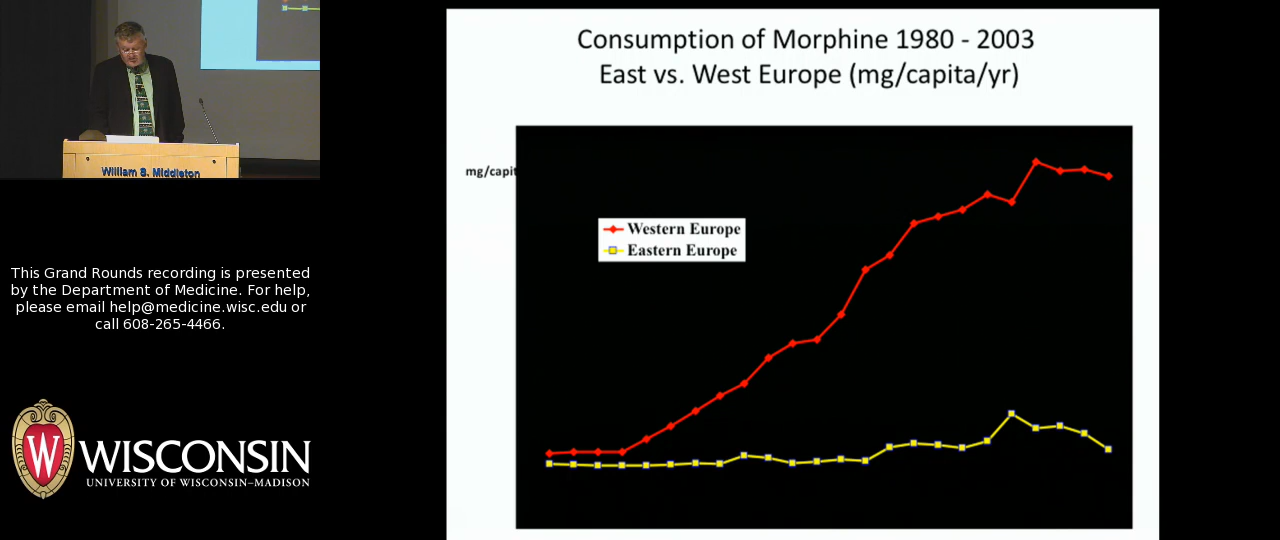 Consumption of Morphine 1980 - 2003
East vs. West Europe (mg/capita/yr)
mg/capit
Western Europe
Eastern Europe
William S. Middleton
This Grand Rounds recording is presented
by the Department of Medicine. For help,
please email help@medicine.wisc.edu or
call 608-265-4466.
W
WISCONSIN
UNIVERSITY OF WISCONSIN–MADISON